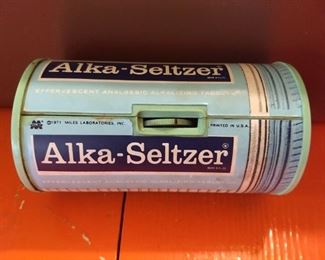 Alka-Seltzer
EFFERVESCENT ANALGESIC ALKALIZING TABLETS
©1971 MILES LABORATORIES, INC.
PRINTED IN U.S.A.
Alka-Seltzer®